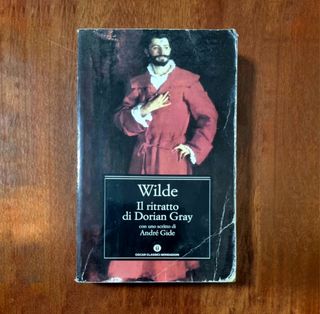 Wilde
Il ritratto
di Dorian Gray
con uno scritto di
André Gide
OSCAR CLASSICI MONDADORI